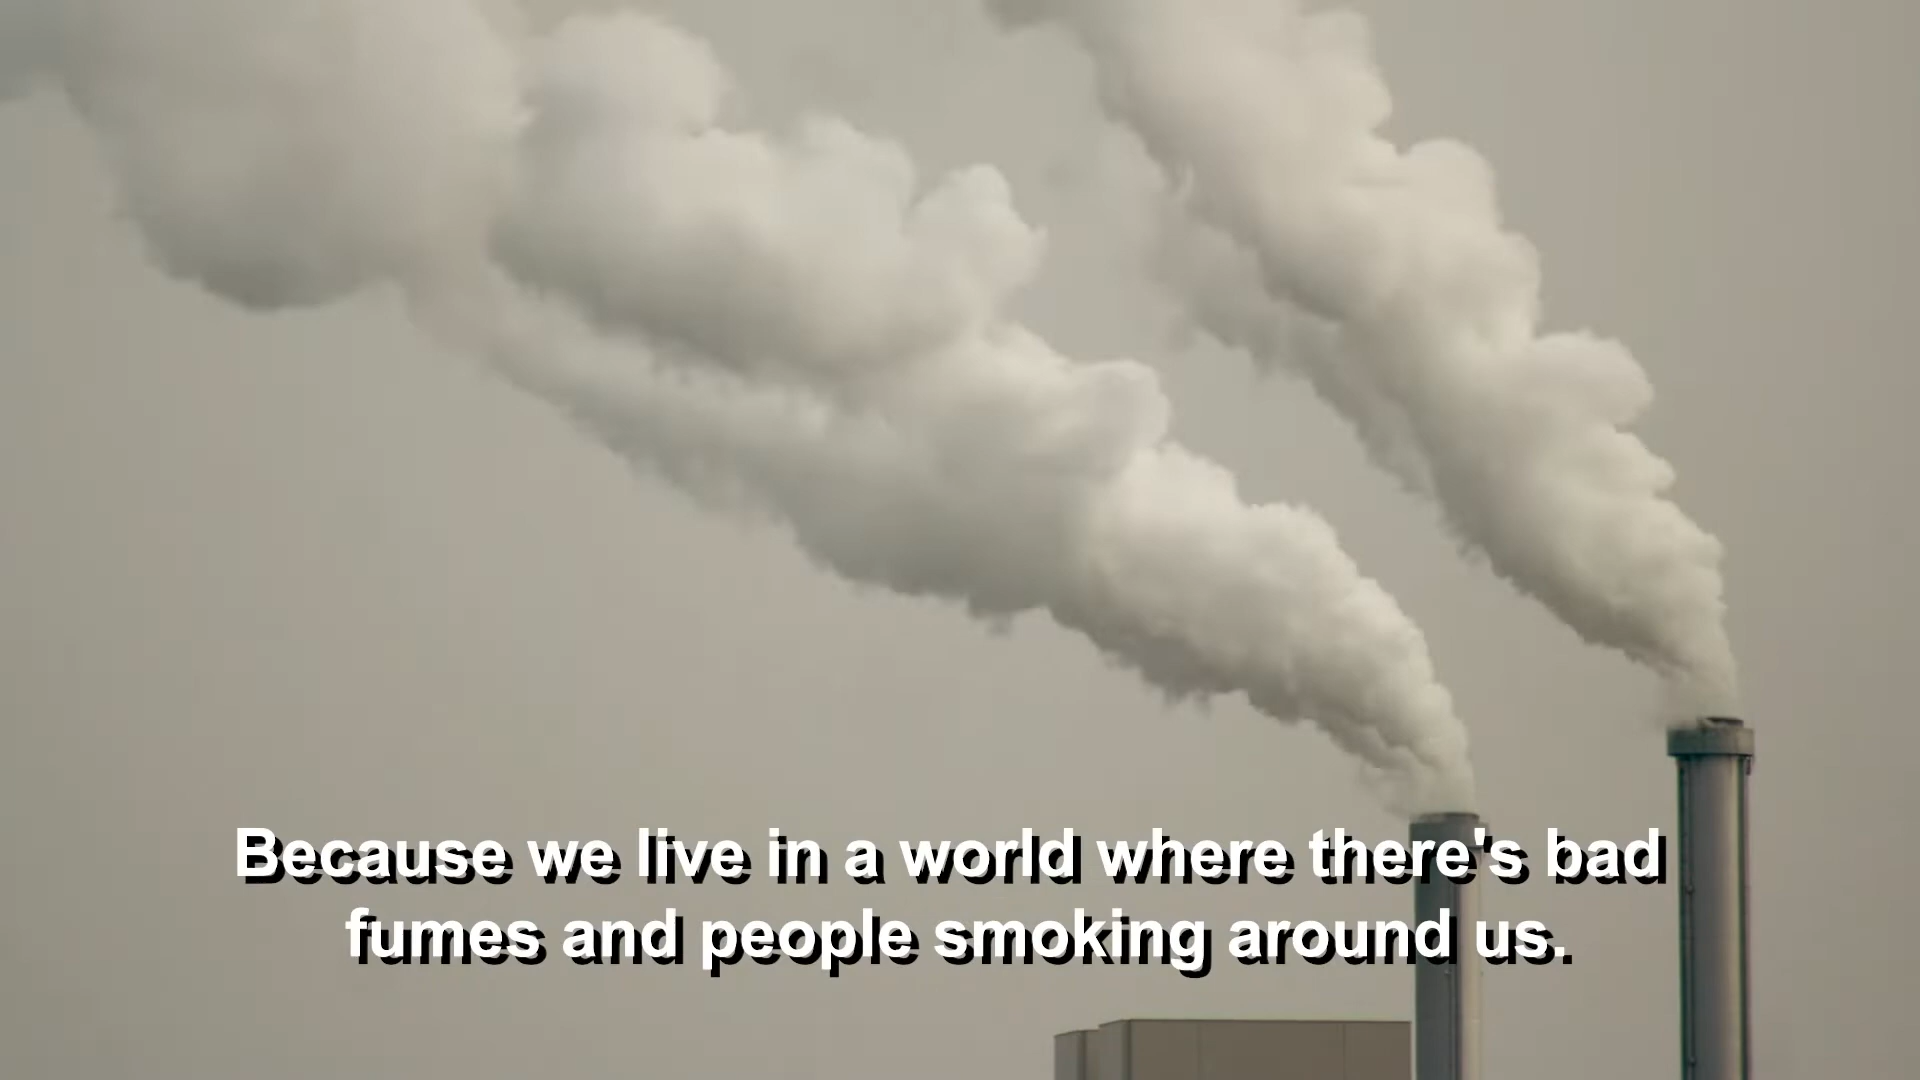 Because we live in a world where there's bad
fumes and people smoking around us.